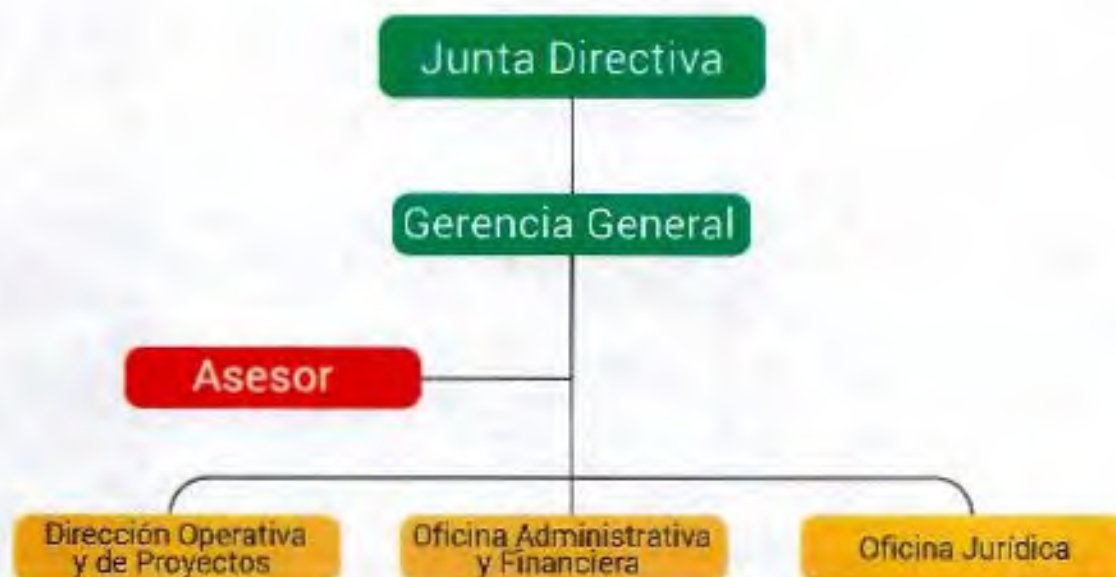 Junta Directiva
Gerencia General
Asesor
Dirección Operativa
y de Proyectos
Oficina Administrativa
y Financiera
Oficina Jurídica